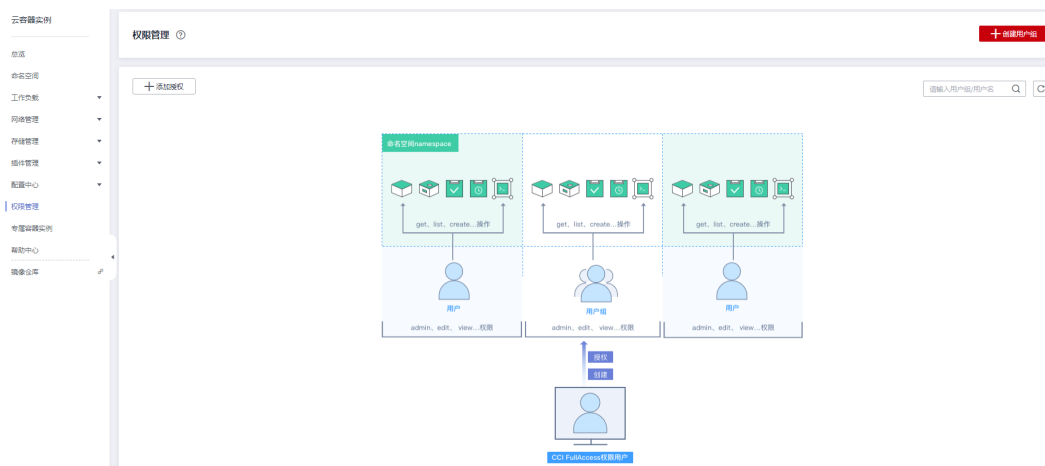 云容器实例
总览
命名空间
工作负载
网络管理
存储管理
插件管理
配置中心
权限管理
专属容器实例
帮助中心
镜像仓库
权限管理
创建用户组
添加授权
请输入用户组/用户名
命名空间namespace
get、list、create...操作
get、list、create...操作
get、list、create...操作
用户
用户组
用户
admin、edit、view...权限
admin、edit、view...权限
admin、edit、view...权限
授权
创建
CCI FullAccess权限用户